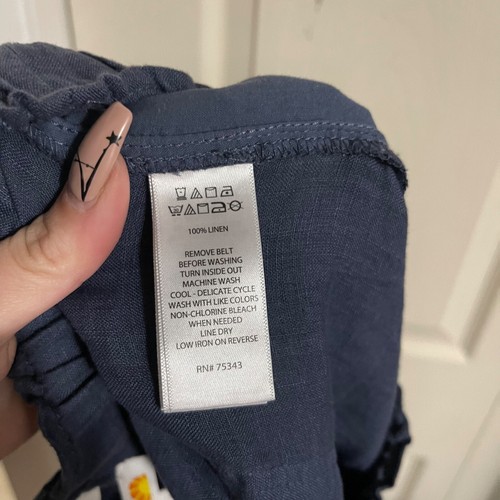 100% LINEN
REMOVE BELT
BEFORE WASHING
TURN INSIDE OUT
MACHINE WASH
COOL - DELICATE CYCLE
WASH WITH LIKE COLORS
NON-CHLORINE BLEACH
WHEN NEEDED
LINE DRY
LOW IRON ON REVERSE
RN# 75343